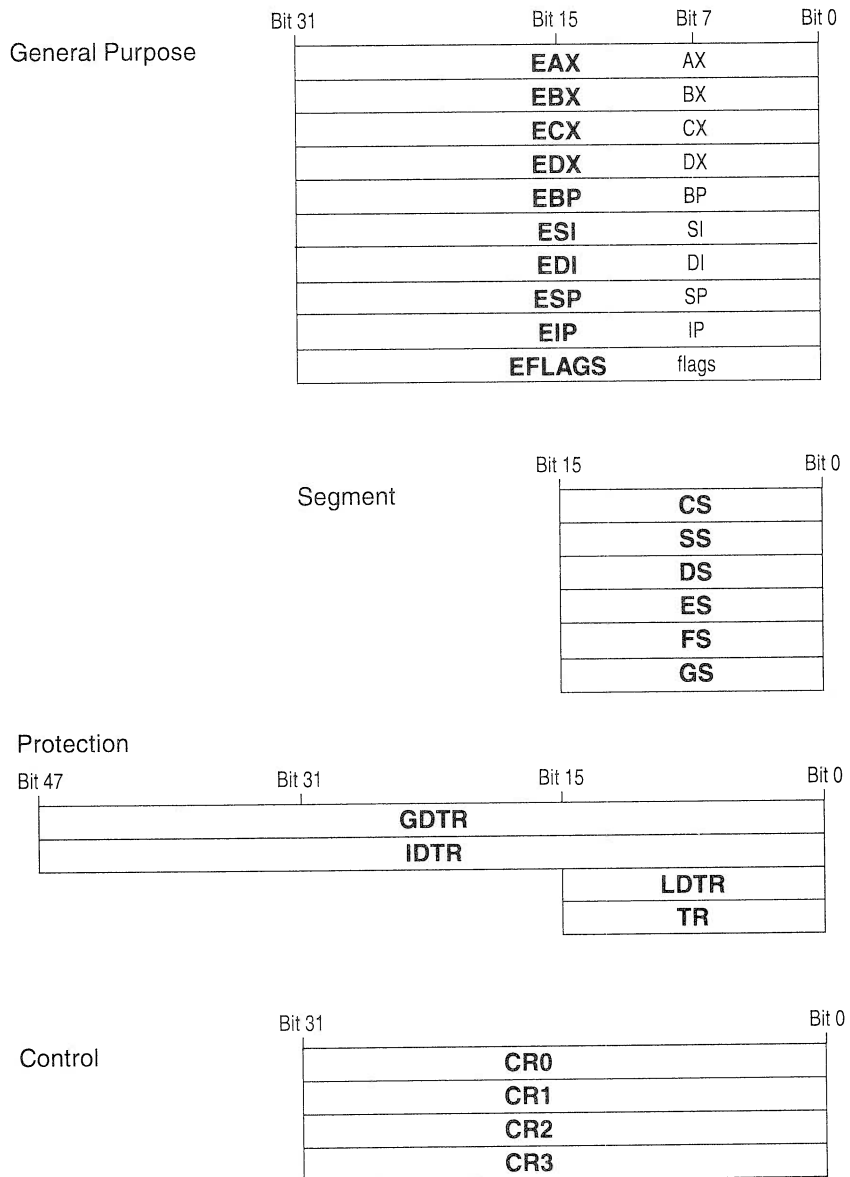 Bit 31 Bit 15 Bit 7 Bit 0
General Purpose
EAX AX
EBX BX
ECX CX
EDX DX
EBP BP
ESI SI
EDI DI
ESP SP
EIP IP
EFLAGS flags
Bit 15 Bit 0
Segment
CS
SS
DS
ES
FS
GS
Protection
Bit 47 Bit 31 Bit 15 Bit 0
GDTR
IDTR
LDTR
TR
Bit 31 Bit 0
Control
CR0
CR1
CR2
CR3